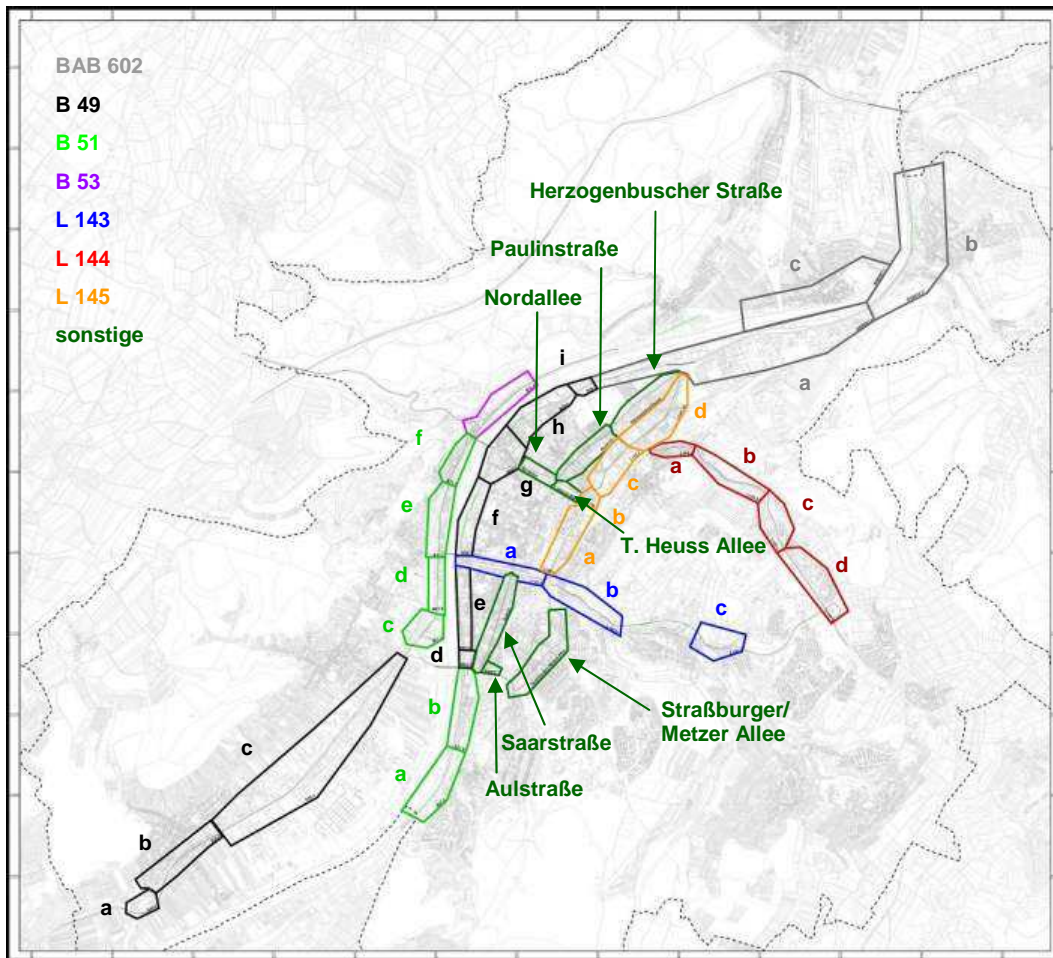 BAB 602
B 49
B 51
B 53
L 143
L 144
L 145
sonstige
Herzogenbuscher Straße
Paulinstraße
Nordallee
b
c
i
a
h
d
f
b
a
g
c
c
e
f
b
T. Heuss Allee
a
a
d
d
b
e
c
c
d
b
Straßburger/
Metzer Allee
Saarstraße
c
a
Aulstraße
b
a